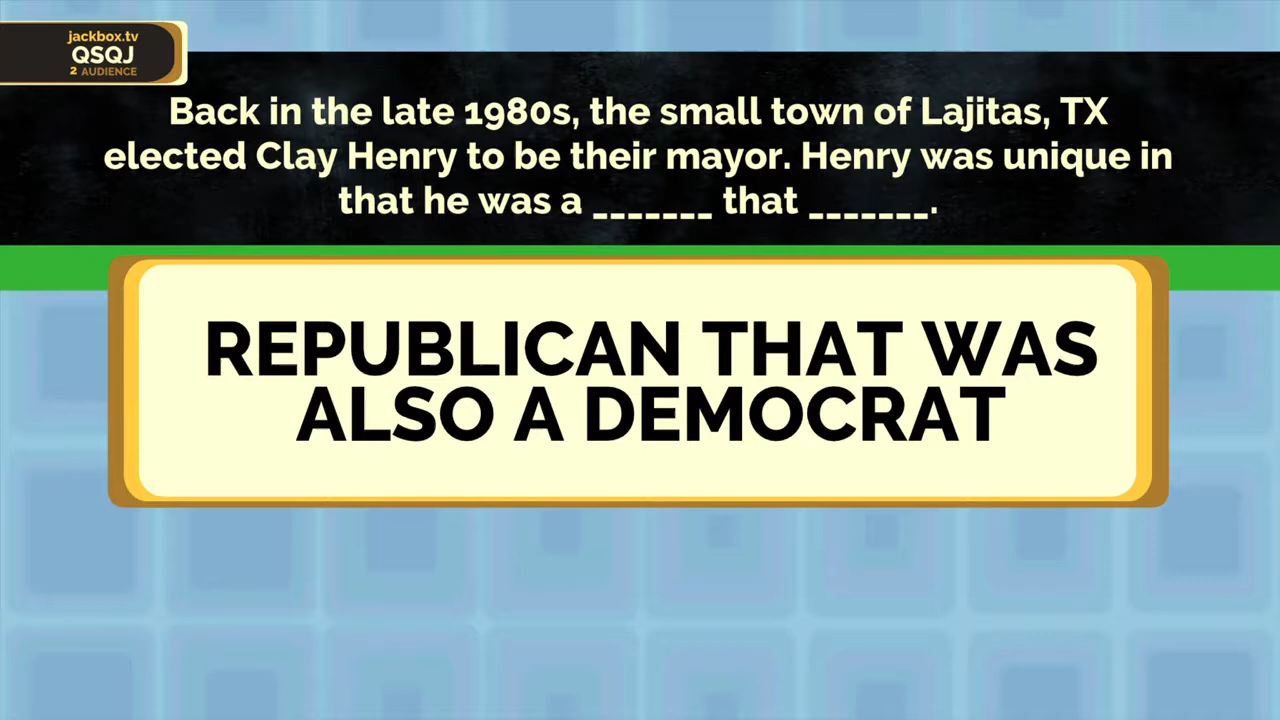 jackbox.tv
QSQJ
2 AUDIENCE
Back in the late 1980s, the small town of Lajitas, TX
elected Clay Henry to be their mayor. Henry was unique in
that he was a _______ that _______.
REPUBLICAN THAT WAS
ALSO A DEMOCRAT